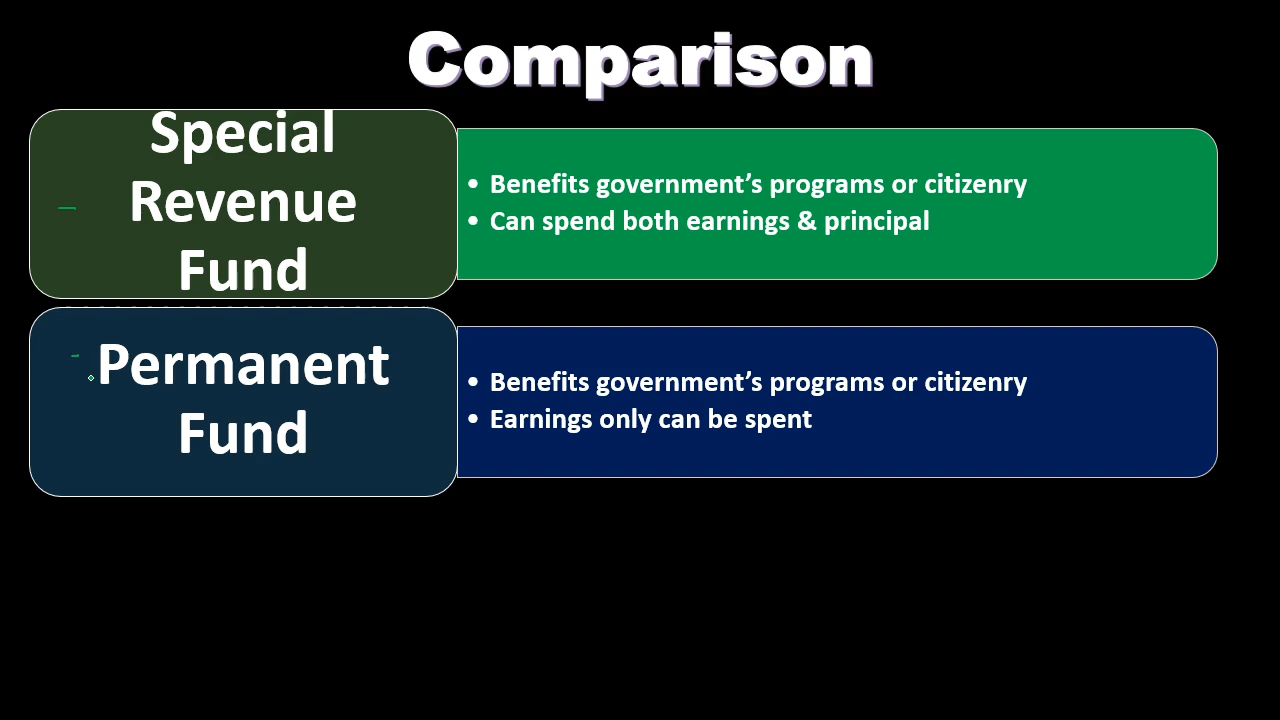 Comparison
Special
Revenue
Fund
• Benefits government’s programs or citizenry
• Can spend both earnings & principal
Permanent
Fund
• Benefits government’s programs or citizenry
• Earnings only can be spent